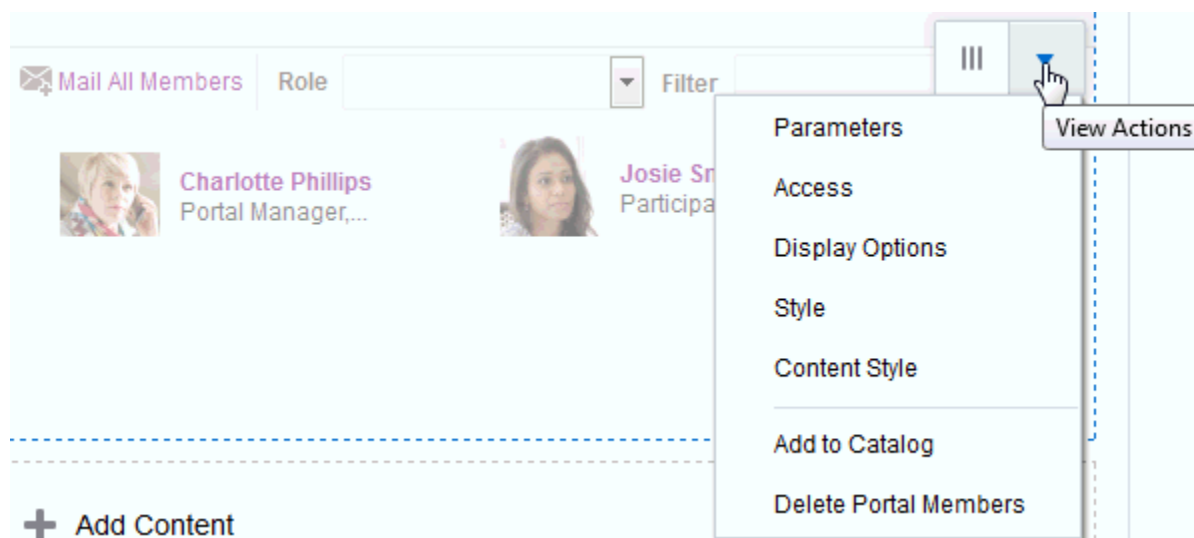 Mail All Members Role Filter
View Actions
Parameters
Charlotte Phillips
Portal Manager,...
Josie
Access
Display Options
Style
Content Style
Add to Catalog
Delete Portal Members
Add Content